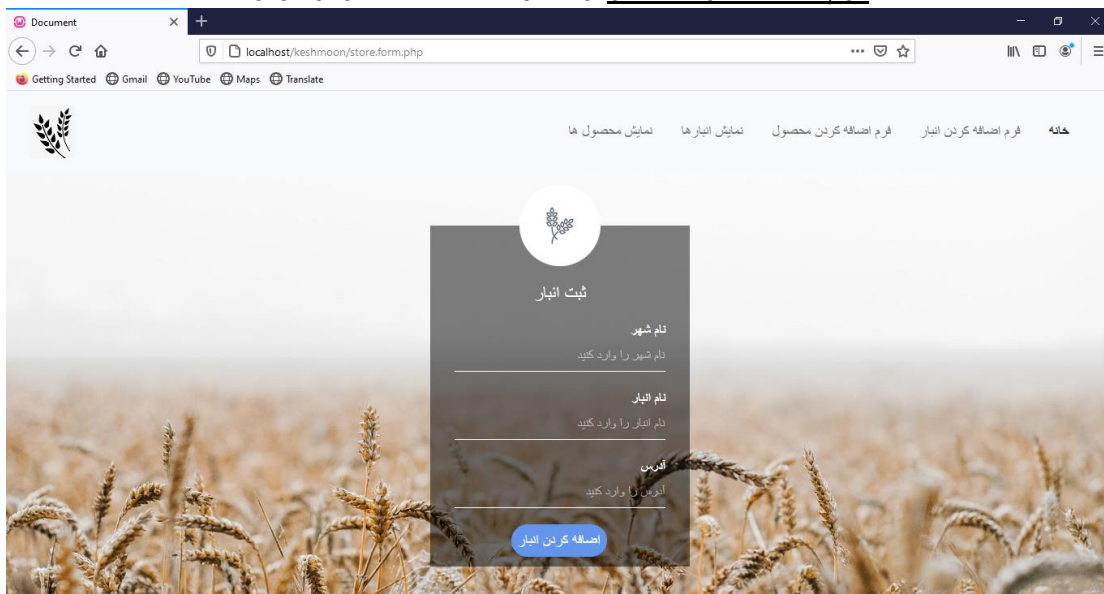 Document
localhost/keshmoon/store.form.php
Getting Started Gmail YouTube Maps Translate
خانه فرم اضافه کردن انبار فرم اضافه کردن محصول نمایش انبار ها نمایش محصول ها
ثبت انبار
نام شهر
نام شهر را وارد کنید
نام انبار
نام انبار را وارد کنید
آدرس
آدرس را وارد کنید
اضافه کردن انبار